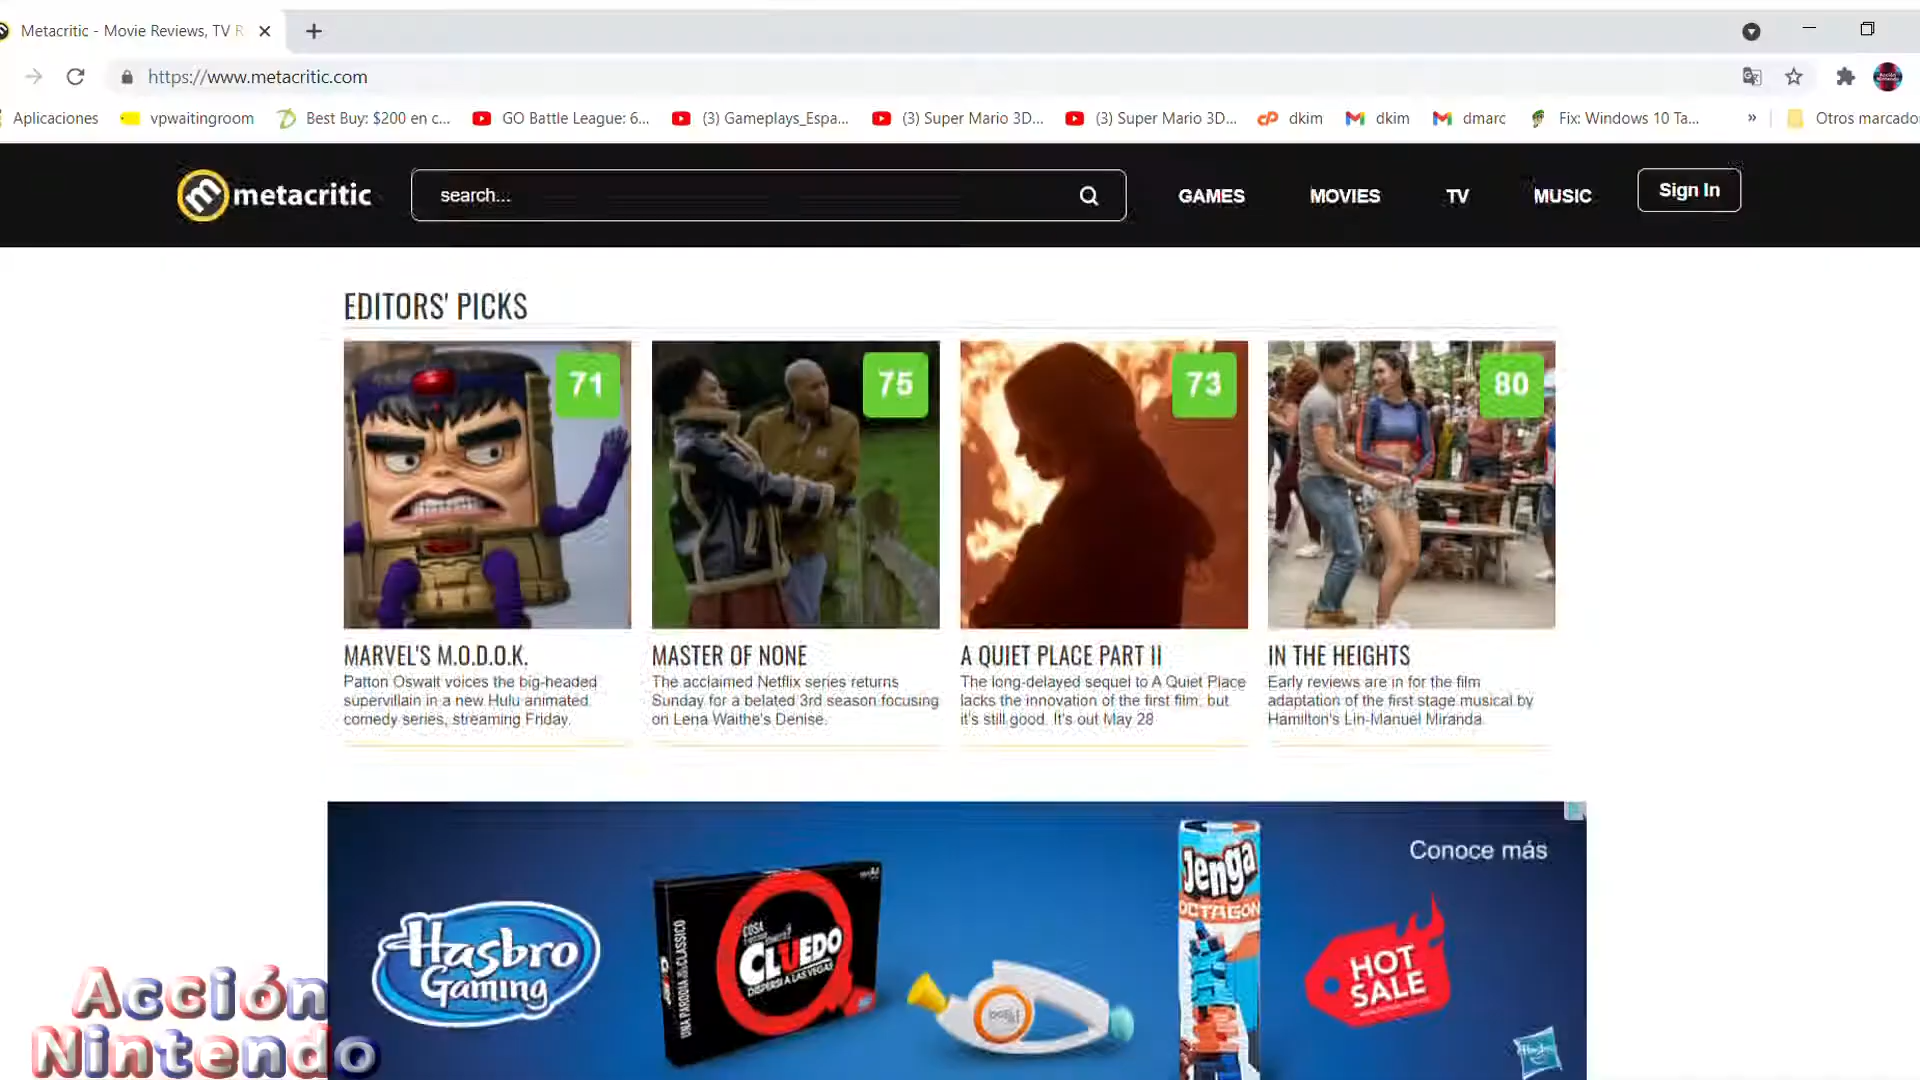 Metacritic - Movie Reviews, TV R
https://www.metacritic.com
Aplicaciones vpwaitingroom Best Buy: $200 en c... GO Battle League: 6... (3) Gameplays_Espa... (3) Super Mario 3D... (3) Super Mario 3D... dkim dkim dmarc Fix: Windows 10 Ta... » Otros marcado
metacritic search... GAMES MOVIES TV MUSIC Sign In
EDITORS' PICKS
71
75
73
80
MARVEL'S M.O.D.O.K.
Patton Oswalt voices the big-headed
supervillain in a new Hulu animated
comedy series, streaming Friday.
MASTER OF NONE
The acclaimed Netflix series returns
Sunday for a belated 3rd season focusing
on Lena Waithe's Denise.
A QUIET PLACE PART II
The long-delayed sequel to A Quiet Place
lacks the innovation of the first film, but
it's still good. It's out May 28
IN THE HEIGHTS
Early reviews are in for the film
adaptation of the first stage musical by
Hamilton's Lin-Manuel Miranda.
Conoce más
Hasbro
Gaming
UNA PARODIA CLASSICO
COSA
CLUEDO
DISPERSI A LAS VEGAS
Jenga
OCTAGON
HOT
SALE
Acción
Nintendo